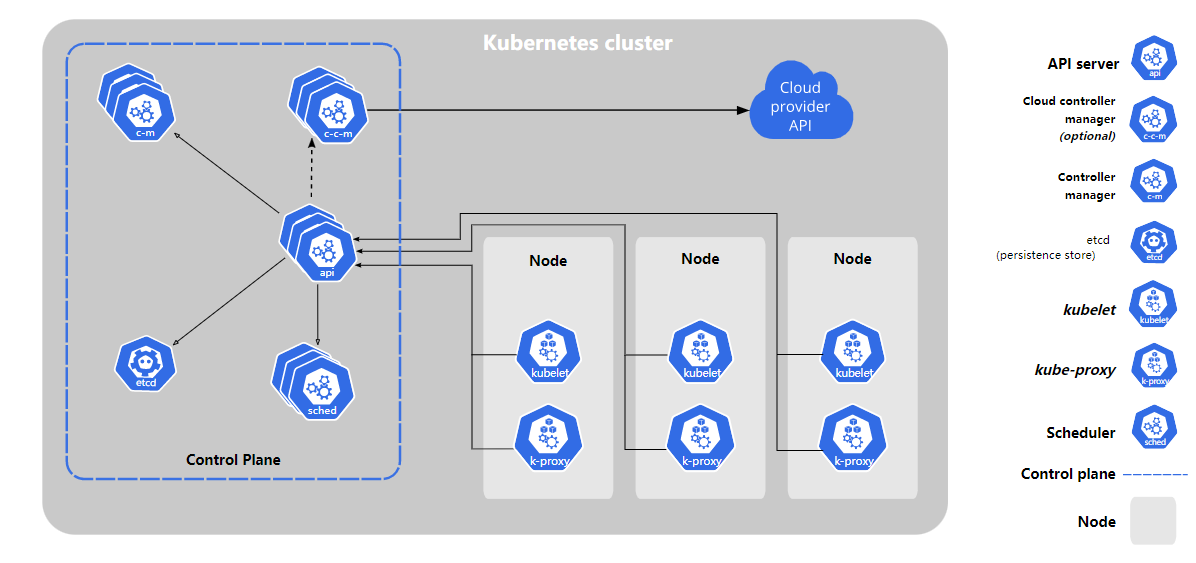 Kubernetes cluster
c-m
c-c-m
Cloud
provider
API
api
etcd
sched
Control Plane
Node
kubelet
k-proxy
Node
kubelet
k-proxy
Node
kubelet
k-proxy
API server
api
Cloud controller
manager
(optional)
c-c-m
Controller
manager
c-m
etcd
(persistence store)
etcd
kubelet
kubelet
kube-proxy
k-proxy
Scheduler
sched
Control plane
Node